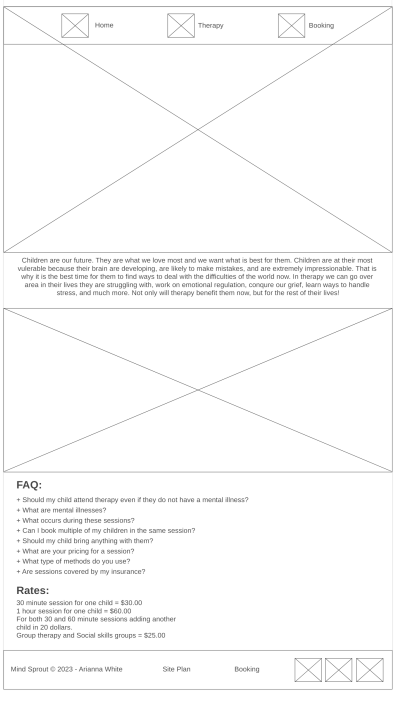 Home Therapy Booking
Children are our future. They are what we love most and we want what is best for them. Children are at their most
vulerable because their brain are developing, are likely to make mistakes, and are extremely impressionable. That is
why it is the best time for them to find ways to deal with the difficulties of the world now. In therapy we can go over
area in their lives they are struggling with, work on emotional regulation, conqure our grief, learn ways to handle
stress, and much more. Not only will therapy benefit them now, but for the rest of their lives!
FAQ:
+ Should my child attend therapy even if they do not have a mental illness?
+ What are mental illnesses?
+ What occurs during these sessions?
+ Can I book multiple of my children in the same session?
+ Should my child bring anything with them?
+ What are your pricing for a session?
+ What type of methods do you use?
+ Are sessions covered by my insurance?
Rates:
30 minute session for one child = $30.00
1 hour session for one child = $60.00
For both 30 and 60 minute sessions adding another
child in 20 dollars.
Group therapy and Social skills groups = $25.00
Mind Sprout © 2023 - Arianna White Site Plan Booking